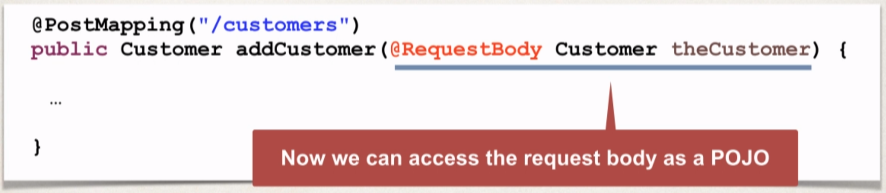 @PostMapping("/customers")
public Customer addCustomer(@RequestBody Customer theCustomer) {
…
}
Now we can access the request body as a POJO